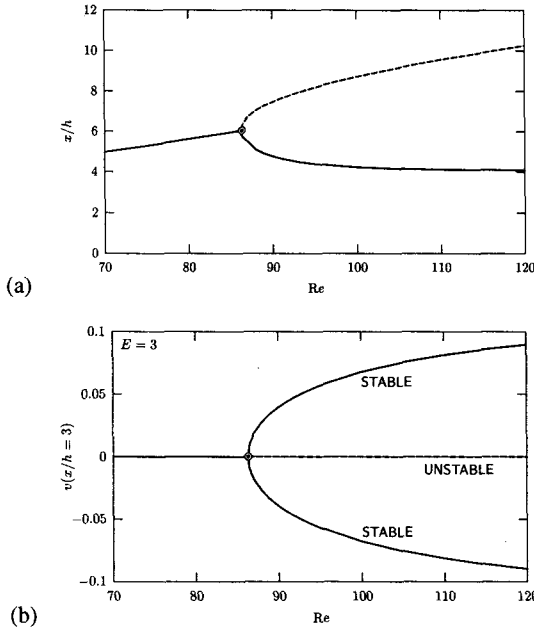 12
10
8
x/h
6
4
2
0
70 80 90 100 110 120
(a)
Re
0.1
E = 3
0.05
STABLE
v(x/h = 3)
0
UNSTABLE
-0.05
STABLE
-0.1
70 80 90 100 110 120
(b)
Re